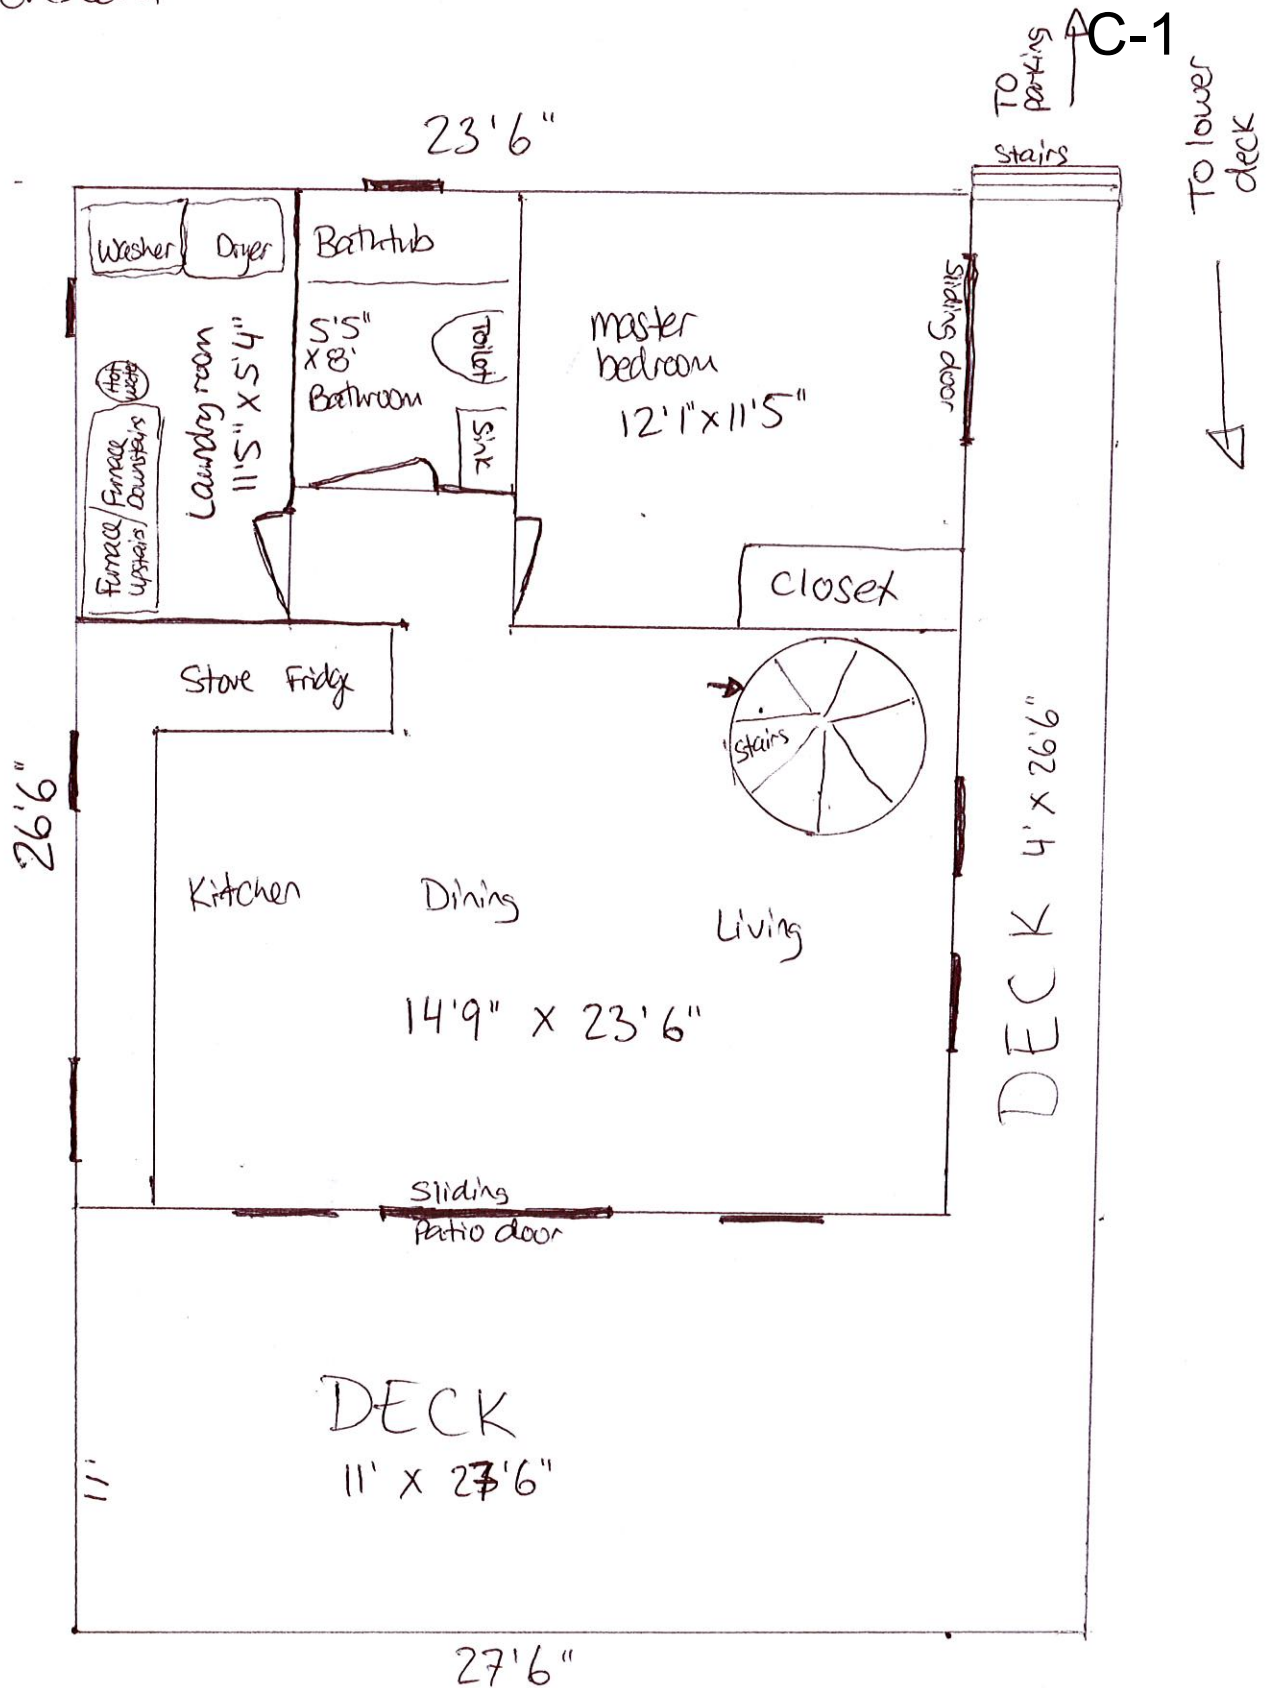 C-1
TO
parking
To lower
deck
Stairs
23'6"
Washer
Dryer
Bathtub
Sliding door
5'5"
x 8'
Bathroom
Toilet
Sink
master
bedroom
12'1" x 11'5"
Laundry room
11'5" x 5'4"
Hot
water
Furnace/Furnace
Upstairs/Downstairs
Closet
Stove Fridge
Stairs
26'6"
DECK 4' x 26'6"
Kitchen
Dining
Living
14'9" x 23'6"
Sliding
Patio door
DECK
11' x 27'6"
11'
27'6"